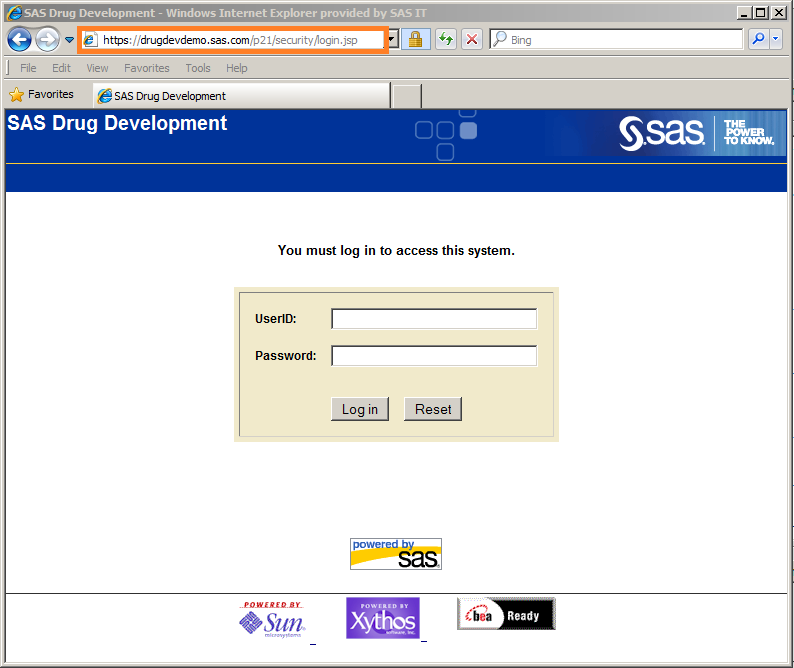 SAS Drug Development - Windows Internet Explorer provided by SAS IT
https://drugdevdemo.sas.com/p21/security/login.jsp
Bing
File Edit View Favorites Tools Help
Favorites SAS Drug Development
SAS Drug Development
sas. THE POWER TO KNOW.
You must log in to access this system.
UserID:
Password:
Log in Reset
powered by
sas.
POWERED BY
Sun
microsystems
POWERED BY
Xythos
Software, Inc.
bea Ready